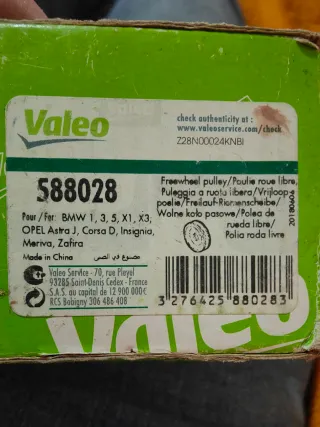 Valeo
check authenticity at :
www.valeoservice.com/check
Z28N00024KNBI
588028
Freewheel pulley/Paulie roue libre,
Puleggia a ruota libera/Vrijloop
poelie/Freilauf-Riemenscheibe/
Wolne koło pasowe/Polea de
rueda libre/
Polia roda livre
Pour / For: BMW 1, 3, 5, X1, X3,
OPEL Astra J, Corsa D, Insignia,
Meriva, Zafira
Made in China
صنع في الصين
Valeo Service - 70, rue Pleyel
93285 Saint-Denis Cedex - France
S.A.S. au capital de 12 900 000€
RCS Bobigny 306 486 408
3 276425 880283
Valeo